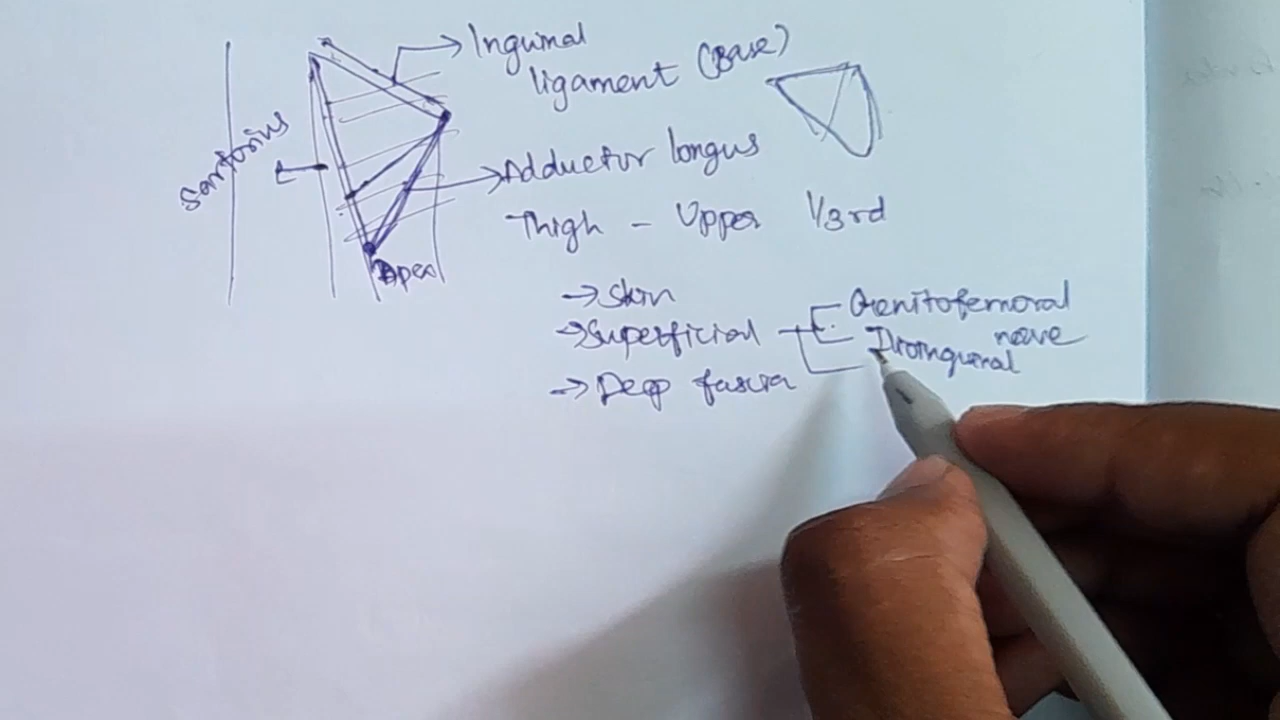 Inguinal
ligament (Base)
Sartorius
Adductor longus
Thigh - Upper 1/3rd
Apex
→ Skin
→ Superficial
Genitofemoral
nerve
Ilioinguinal
→ Deep fascia